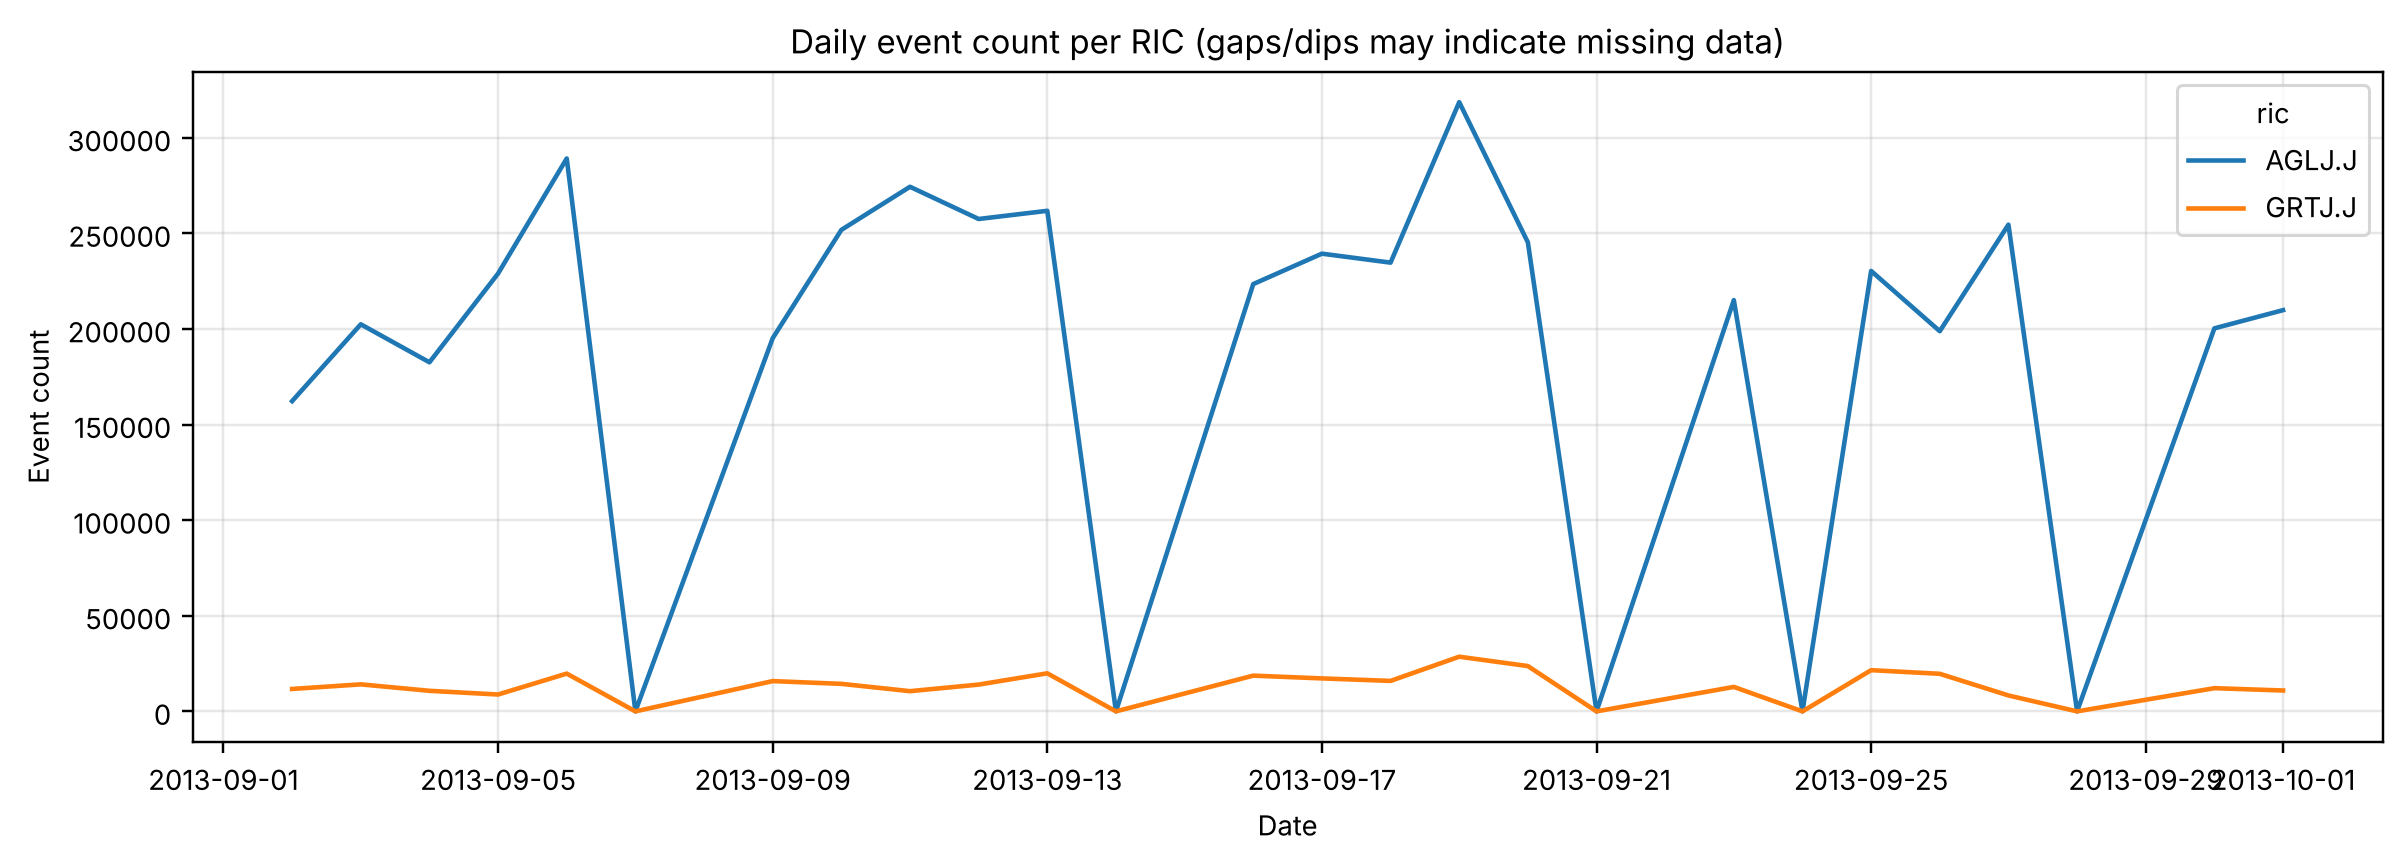 Daily event count per RIC (gaps/dips may indicate missing data)
ric
AGLJ.J
GRTJ.J
Event count
300000
250000
200000
150000
100000
50000
0
2013-09-01 2013-09-05 2013-09-09 2013-09-13 2013-09-17 2013-09-21 2013-09-25 2013-09-29 2013-10-01
Date